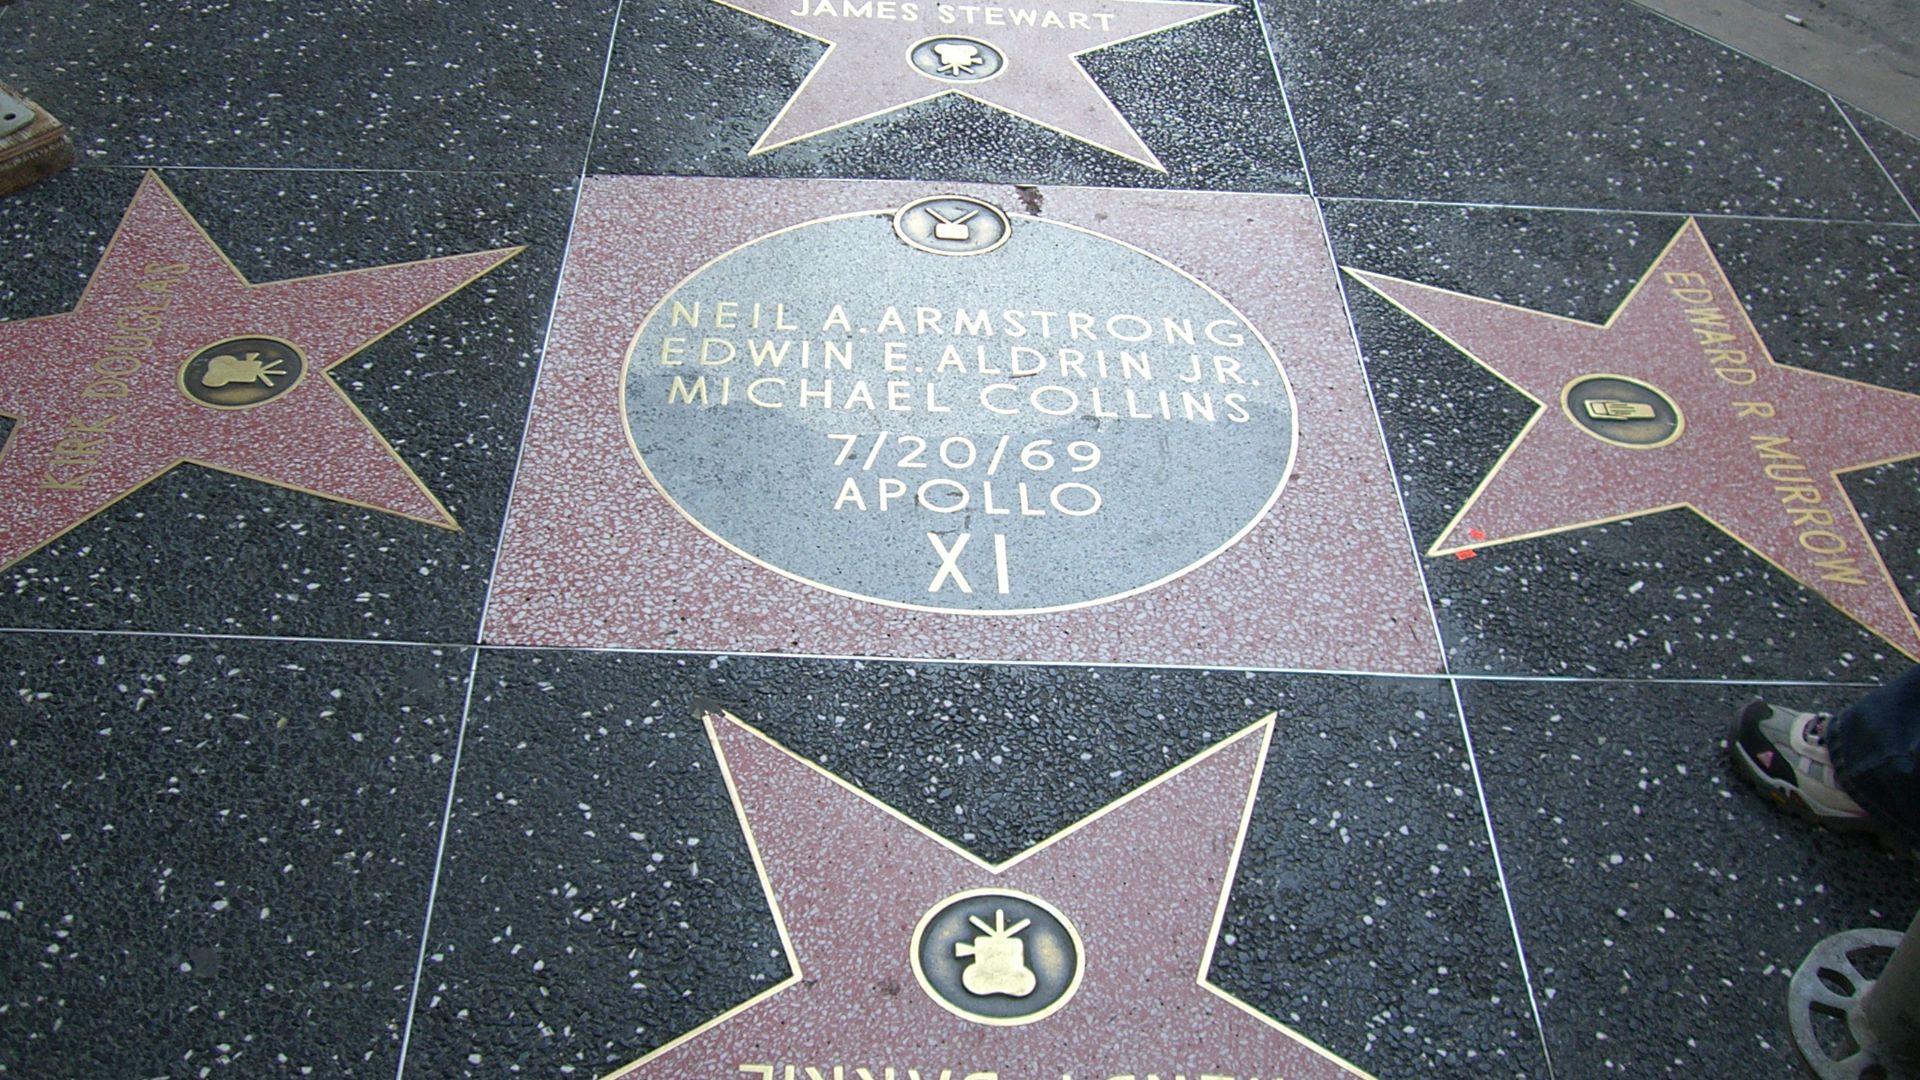 JAMES STEWART
NEIL A. ARMSTRONG
EDWIN E. ALDRIN JR.
MICHAEL COLLINS
7/20/69
APOLLO
XI
KIRK DOUGLAS
EDWARD R MURROW